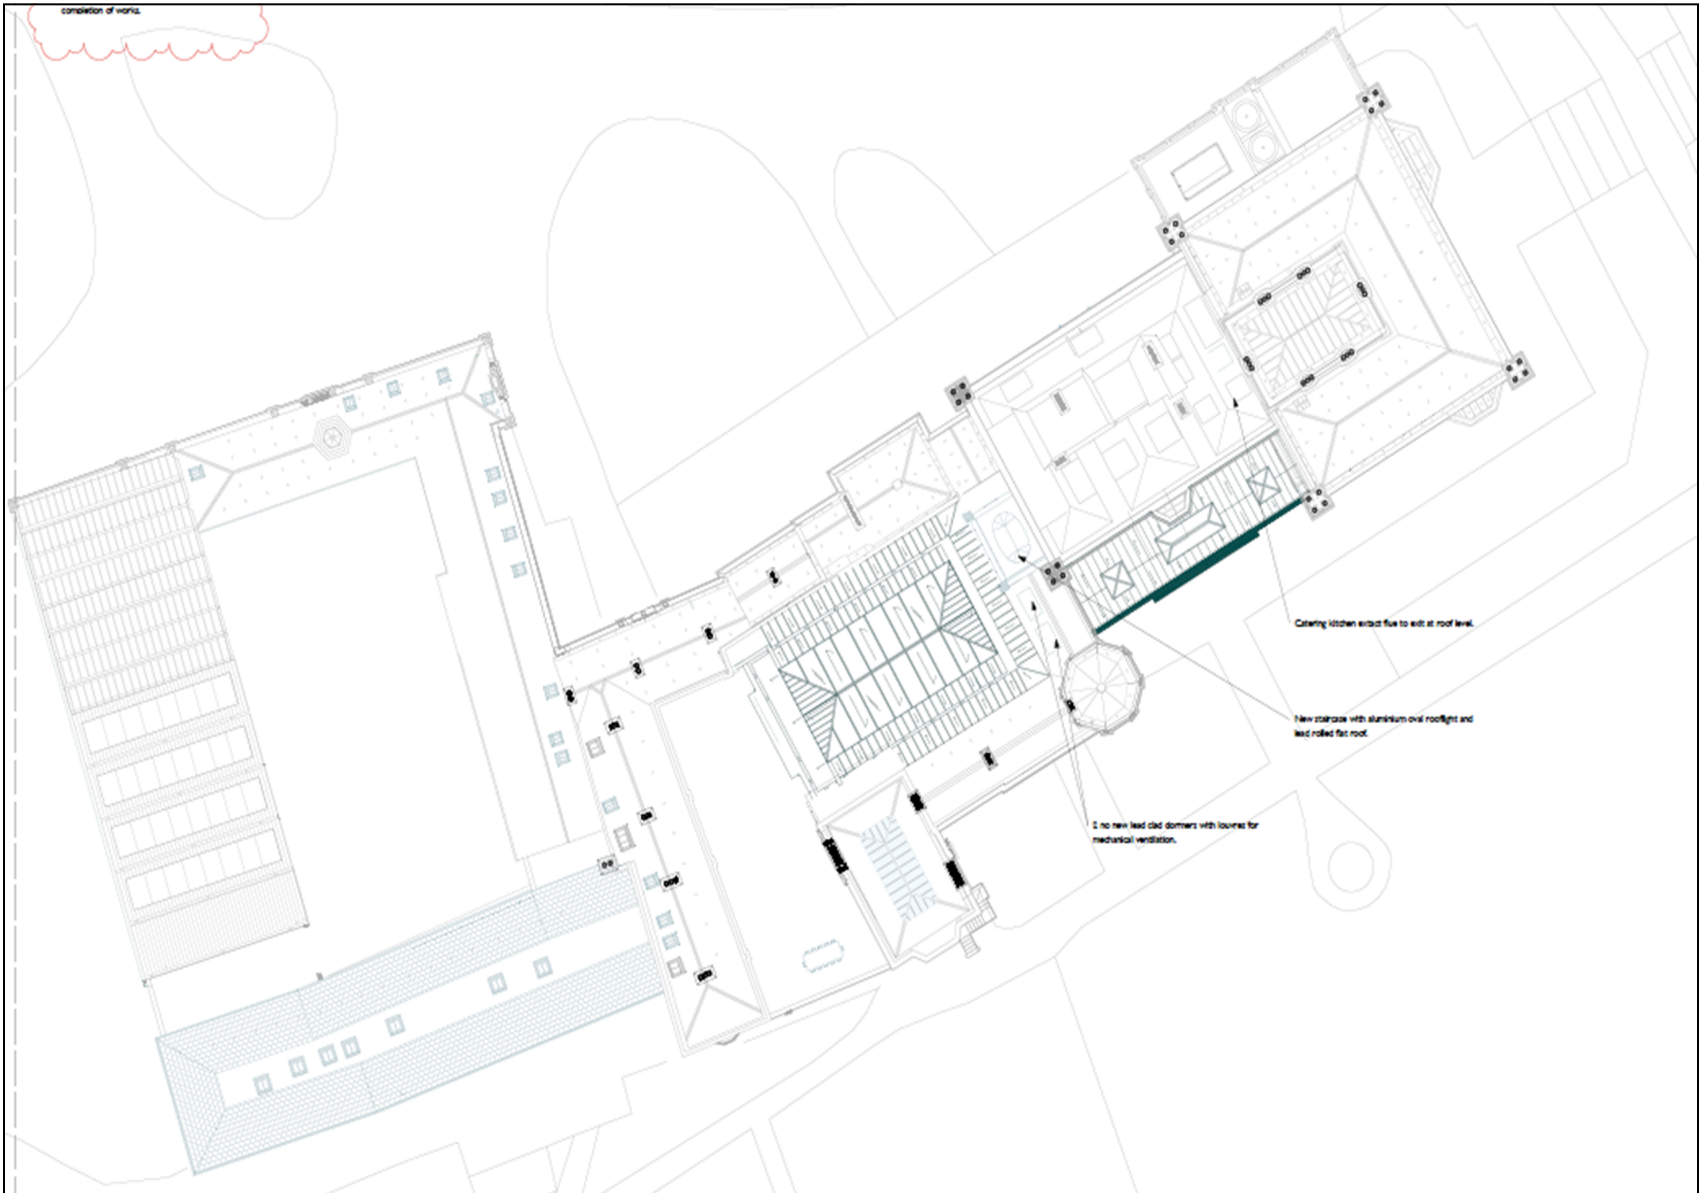 completion of works.
Catering kitchen extact flue to exit at roof level.
New staircase with aluminium oval rooflight and
lead rolled flat roof.
2 no new lead clad dormers with louvres for
mechanical ventilation.